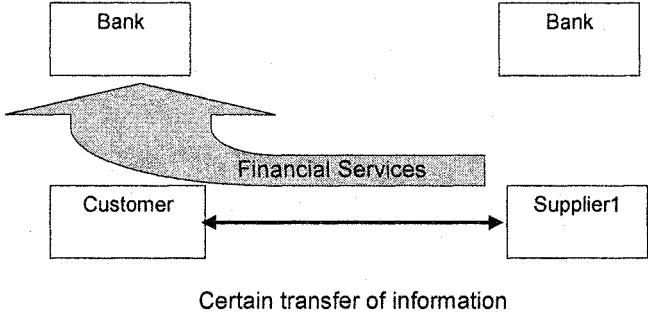 Bank
Bank
Financial Services
Customer
Supplier1
Certain transfer of information